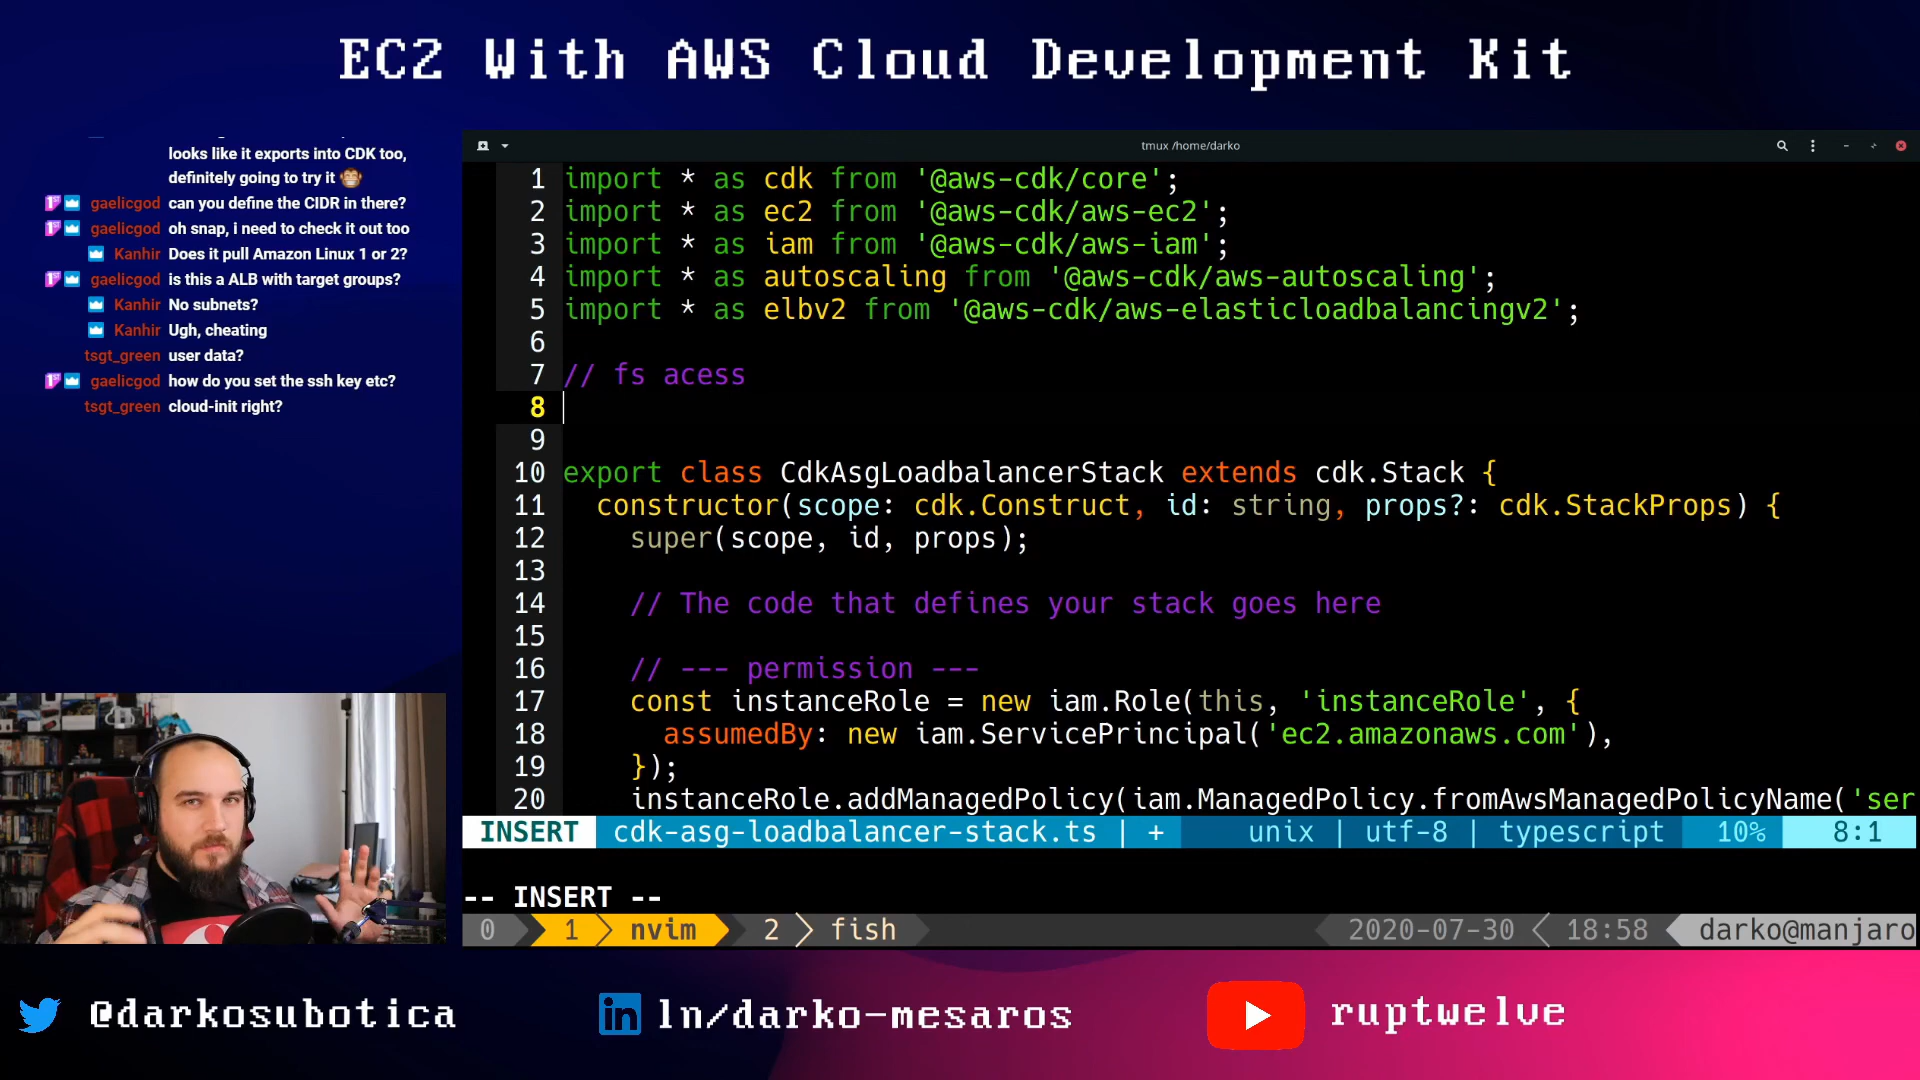 EC2 With AWS Cloud Development Kit
looks like it exports into CDK too,
definitely going to try it
gaelicgod can you define the CIDR in there?
gaelicgod oh snap, i need to check it out too
Kanhir Does it pull Amazon Linux 1 or 2?
gaelicgod is this a ALB with target groups?
Kanhir No subnets?
Kanhir Ugh, cheating
tsgt_green user data?
gaelicgod how do you set the ssh key etc?
tsgt_green cloud-init right?
tmux /home/darko
1 import * as cdk from '@aws-cdk/core';
2 import * as ec2 from '@aws-cdk/aws-ec2';
3 import * as iam from '@aws-cdk/aws-iam';
4 import * as autoscaling from '@aws-cdk/aws-autoscaling';
5 import * as elbv2 from '@aws-cdk/aws-elasticloadbalancingv2';
6
7 // fs acess
8
9
10 export class CdkAsgLoadbalancerStack extends cdk.Stack {
11 constructor(scope: cdk.Construct, id: string, props?: cdk.StackProps) {
12 super(scope, id, props);
13
14 // The code that defines your stack goes here
15
16 // --- permission ---
17 const instanceRole = new iam.Role(this, 'instanceRole', {
18 assumedBy: new iam.ServicePrincipal('ec2.amazonaws.com'),
19 });
20 instanceRole.addManagedPolicy(iam.ManagedPolicy.fromAwsManagedPolicyName('ser
INSERT cdk-asg-loadbalancer-stack.ts | + unix | utf-8 | typescript 10% 8:1
-- INSERT --
0 1 nvim 2 fish 2020-07-30 18:58 darko@manjaro
@darkosubotica
in ln/darko-mesaros
ruptwelve